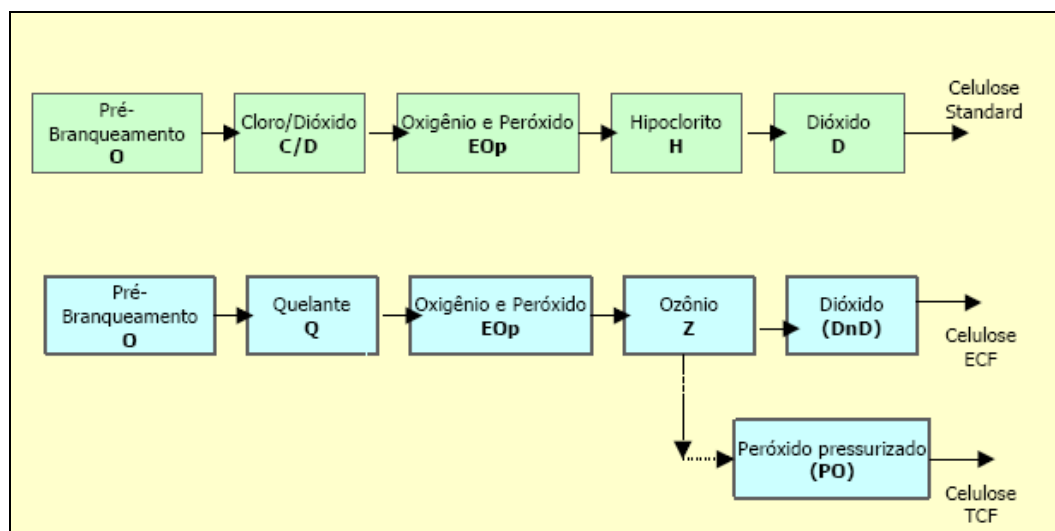 Pré-
Branqueamento
O
Cloro/Dióxido
C/D
Oxigênio e Peróxido
EOp
Hipoclorito
H
Dióxido
D
Celulose
Standard
Pré-
Branqueamento
O
Quelante
Q
Oxigênio e Peróxido
EOp
Ozônio
Z
Dióxido
(DnD)
Celulose
ECF
Peróxido pressurizado
(PO)
Celulose
TCF